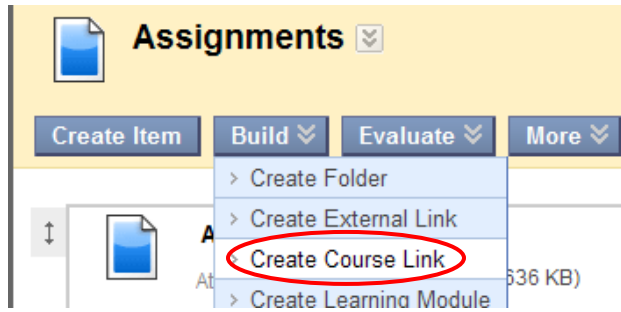 Assignments
Create Item Build Evaluate More
> Create Folder
> Create External Link
A
> Create Course Link
At 636 KB)
> Create Learning Module